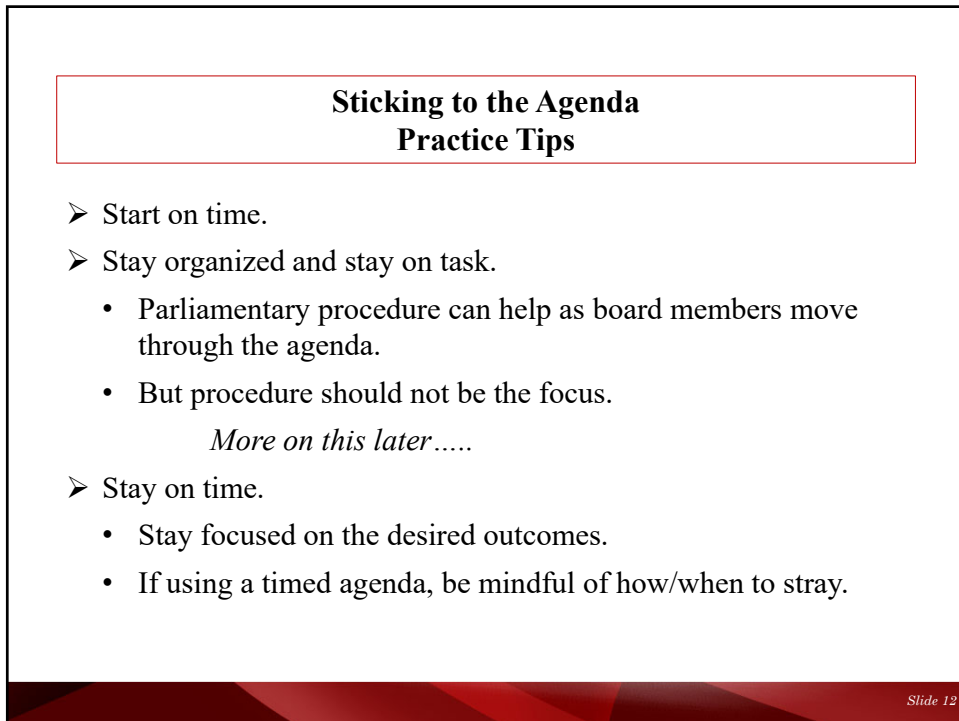 Sticking to the Agenda
Practice Tips
➢ Start on time.
➢ Stay organized and stay on task.
• Parliamentary procedure can help as board members move
through the agenda.
• But procedure should not be the focus.
More on this later…..
➢ Stay on time.
• Stay focused on the desired outcomes.
• If using a timed agenda, be mindful of how/when to stray.
Slide 12